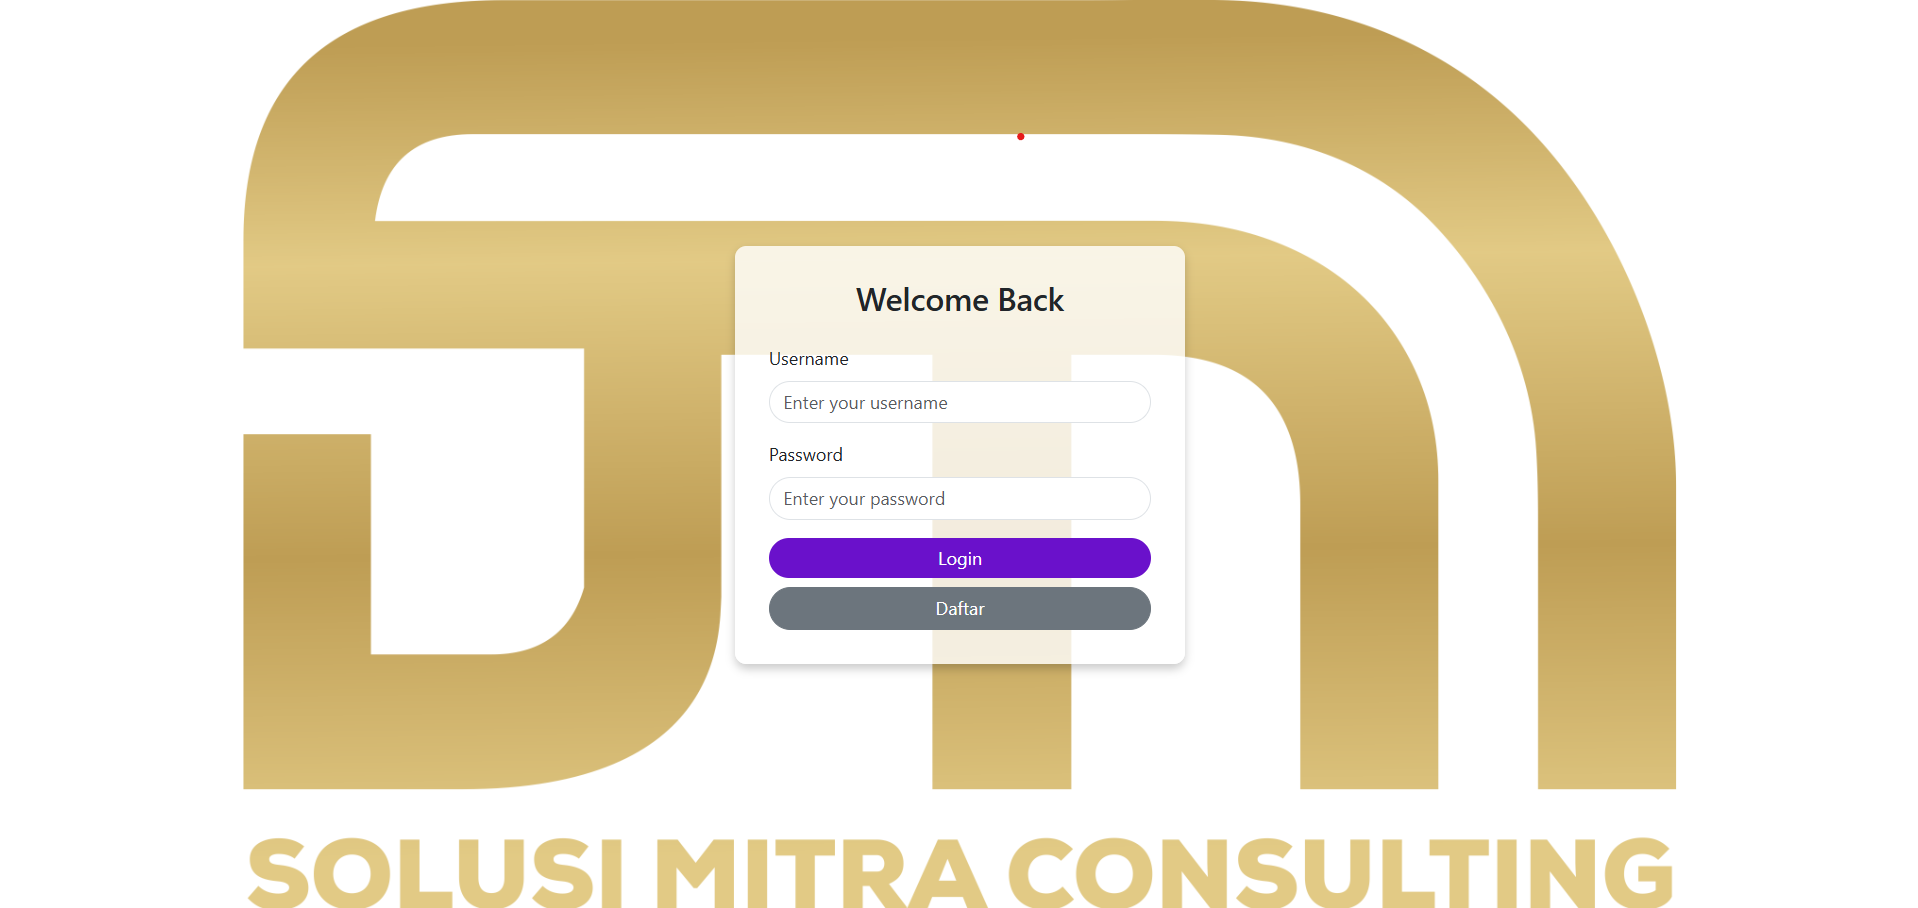 Welcome Back
Username
Enter your username
Password
Enter your password
Login
Daftar
SOLUSI MITRA CONSULTING